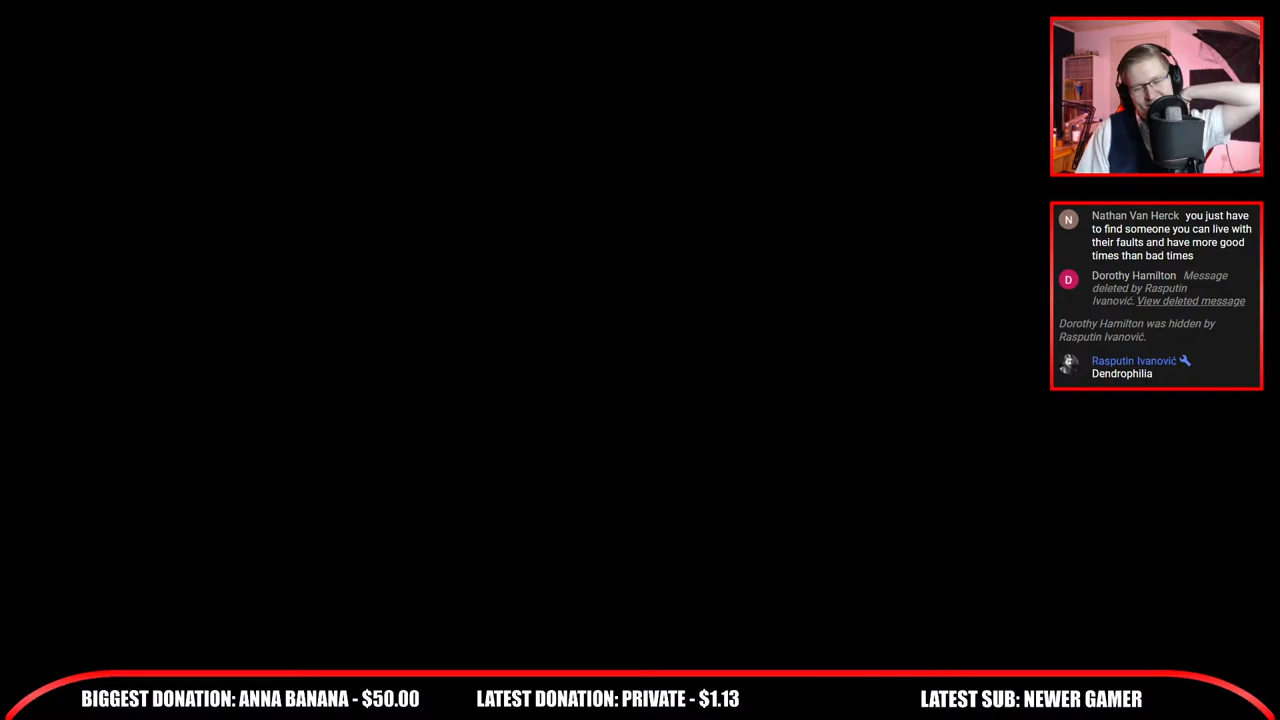 N Nathan Van Herck you just have
to find someone you can live with
their faults and have more good
times than bad times
D Dorothy Hamilton Message
deleted by Rasputin
Ivanović. View deleted message
Dorothy Hamilton was hidden by
Rasputin Ivanović.
Rasputin Ivanović
Dendrophilia
BIGGEST DONATION: ANNA BANANA - $50.00 LATEST DONATION: PRIVATE - $1.13 LATEST SUB: NEWER GAMER